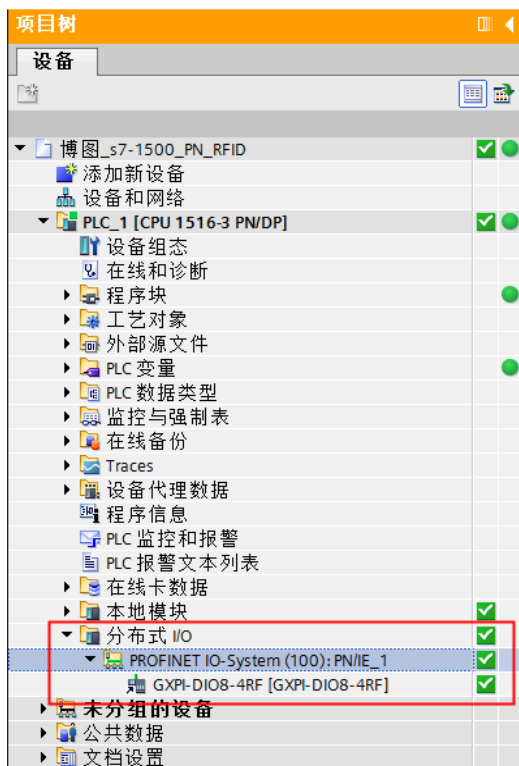 项目树
设备
博图_s7-1500_PN_RFID
添加新设备
设备和网络
PLC_1 [CPU 1516-3 PN/DP]
设备组态
在线和诊断
程序块
工艺对象
外部源文件
PLC 变量
PLC 数据类型
监控与强制表
在线备份
Traces
设备代理数据
程序信息
PLC 监控和报警
PLC 报警文本列表
在线卡数据
本地模块
分布式 I/O
PROFINET IO-System (100): PN/IE_1
GXPI-DIO8-4RF [GXPI-DIO8-4RF]
未分组的设备
公共数据
文档设置